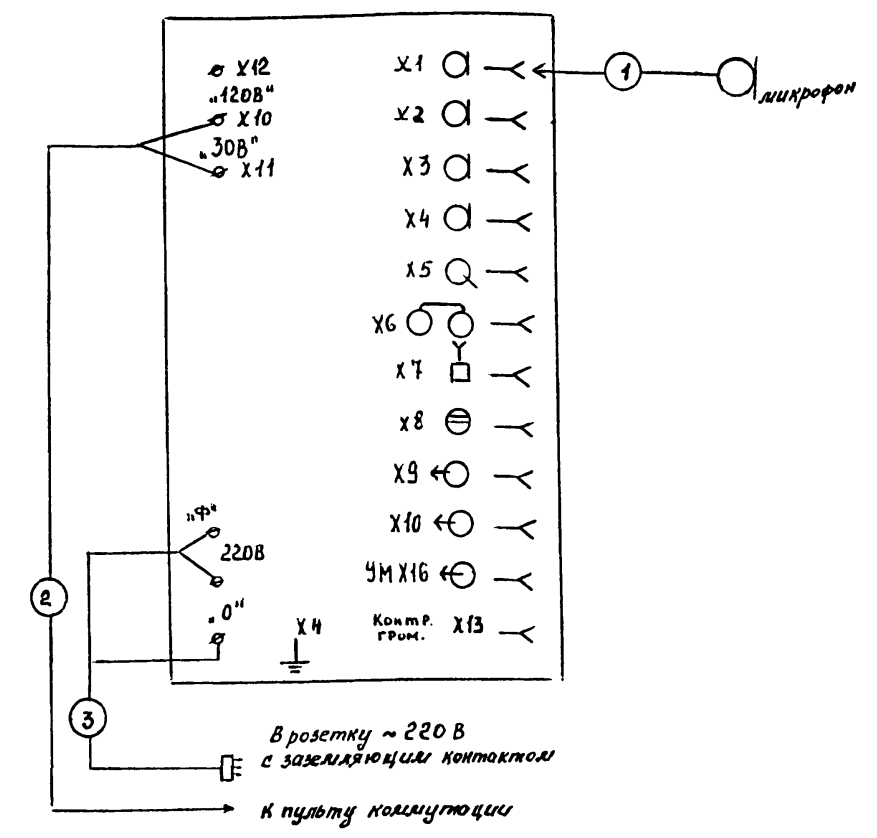 X12
"120В"
X10
"30В"
X11
"Ф"
220В
"О"
X4
X1
X2
X3
X4
X5
X6
X7
X8
X9
X10
УМ X16
Контр. гром. X13
1
микрофон
2
3
В розетку ~ 220 В
с заземляющим контактом
К пульту коммутации